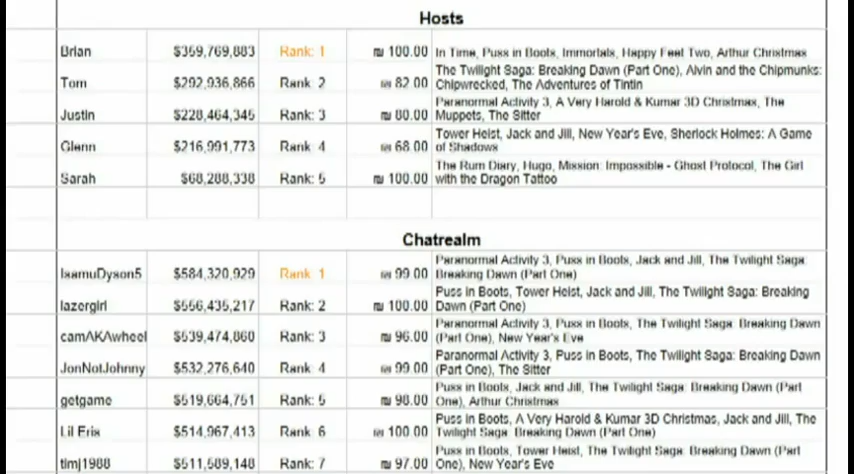 Hosts
Brian $359,769,883 Rank: 1 ₪ 100.00 In Time, Puss in Boots, Immortals, Happy Feet Two, Arthur Christmas
Tom $292,936,866 Rank: 2 ₪ 82.00 The Twilight Saga: Breaking Dawn (Part One), Alvin and the Chipmunks:
Chipwrecked, The Adventures of Tintin
Justin $228,464,345 Rank: 3 ₪ 80.00 Paranormal Activity 3, A Very Harold & Kumar 3D Christmas, The
Muppets, The Sitter
Glenn $216,991,773 Rank: 4 ₪ 68.00 Tower Heist, Jack and Jill, New Year's Eve, Sherlock Holmes: A Game
of Shadows
Sarah $68,288,338 Rank: 5 ₪ 100.00 The Rum Diary, Hugo, Mission: Impossible - Ghost Protocol, The Girl
with the Dragon Tattoo
Chatrealm
IsamuDyson5 $584,320,929 Rank: 1 ₪ 99.00 Paranormal Activity 3, Puss in Boots, Jack and Jill, The Twilight Saga:
Breaking Dawn (Part One)
lazergirl $556,435,217 Rank: 2 ₪ 100.00 Puss in Boots, Tower Heist, Jack and Jill, The Twilight Saga: Breaking
Dawn (Part One)
camAKAwheel $539,474,860 Rank: 3 ₪ 96.00 Paranormal Activity 3, Puss in Boots, The Twilight Saga: Breaking Dawn
(Part One), New Year's Eve
JonNotJohnny $532,276,640 Rank: 4 ₪ 99.00 Paranormal Activity 3, Puss in Boots, The Twilight Saga: Breaking Dawn
(Part One), The Sitter
getgame $519,664,751 Rank: 5 ₪ 98.00 Puss in Boots, Jack and Jill, The Twilight Saga: Breaking Dawn (Part
One), Arthur Christmas
Lil Eris $514,967,413 Rank: 6 ₪ 100.00 Puss in Boots, A Very Harold & Kumar 3D Christmas, Jack and Jill, The
Twilight Saga: Breaking Dawn (Part One)
timj1988 $511,589,148 Rank: 7 ₪ 97.00 Puss in Boots, Tower Heist, The Twilight Saga: Breaking Dawn (Part
One), New Year's Eve